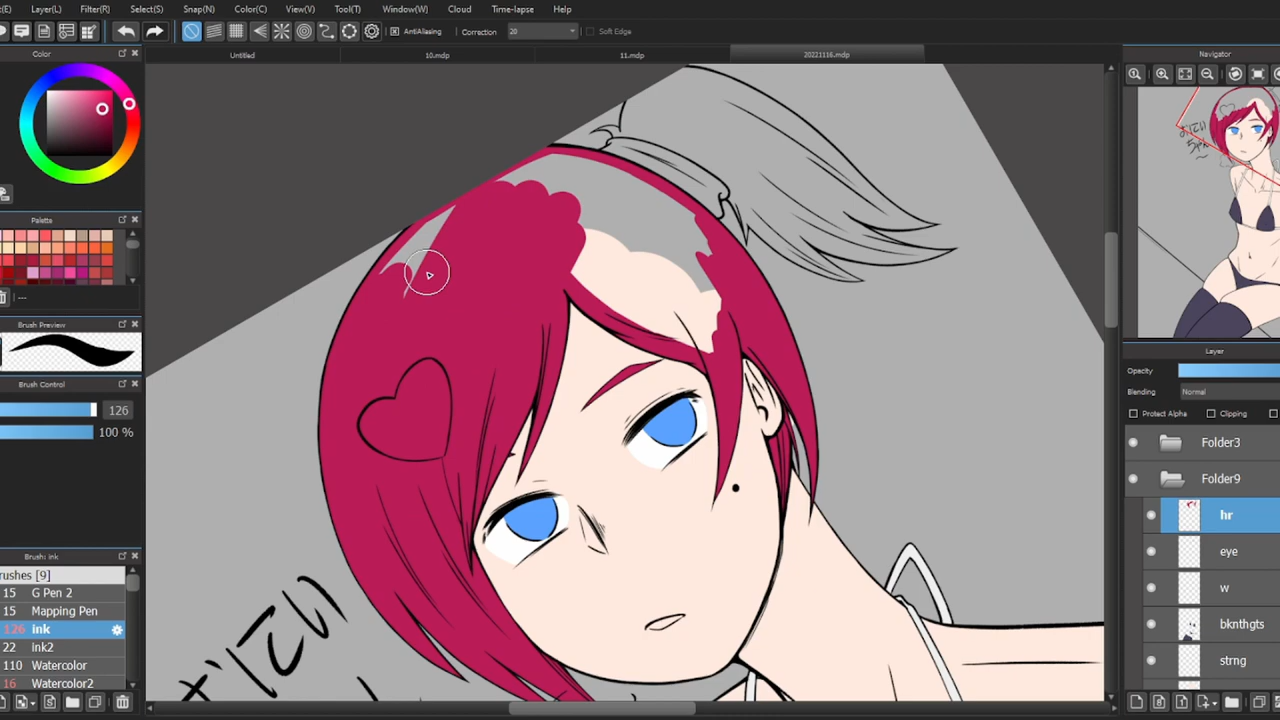 Layer(L) Filter(R) Select(S) Snap(N) Color(C) View(V) Tool(T) Window(W) Cloud Time-lapse Help
AntiAliasing Correction 20 Soft Edge
Color
Untitled 10.mdp 11.mdp 20221116.mdp
Palette
---
Brush Preview
Brush Control
126
100 %
Brush: ink
rushes [9]
15 G Pen 2
15 Mapping Pen
126 ink
22 Ink2
110 Watercolor
16 Watercolor2
Navigator
Layer
Opacity
Blending Normal
Protect Alpha Clipping
Folder3
Folder9
hr
eye
w
bknthgts
strng